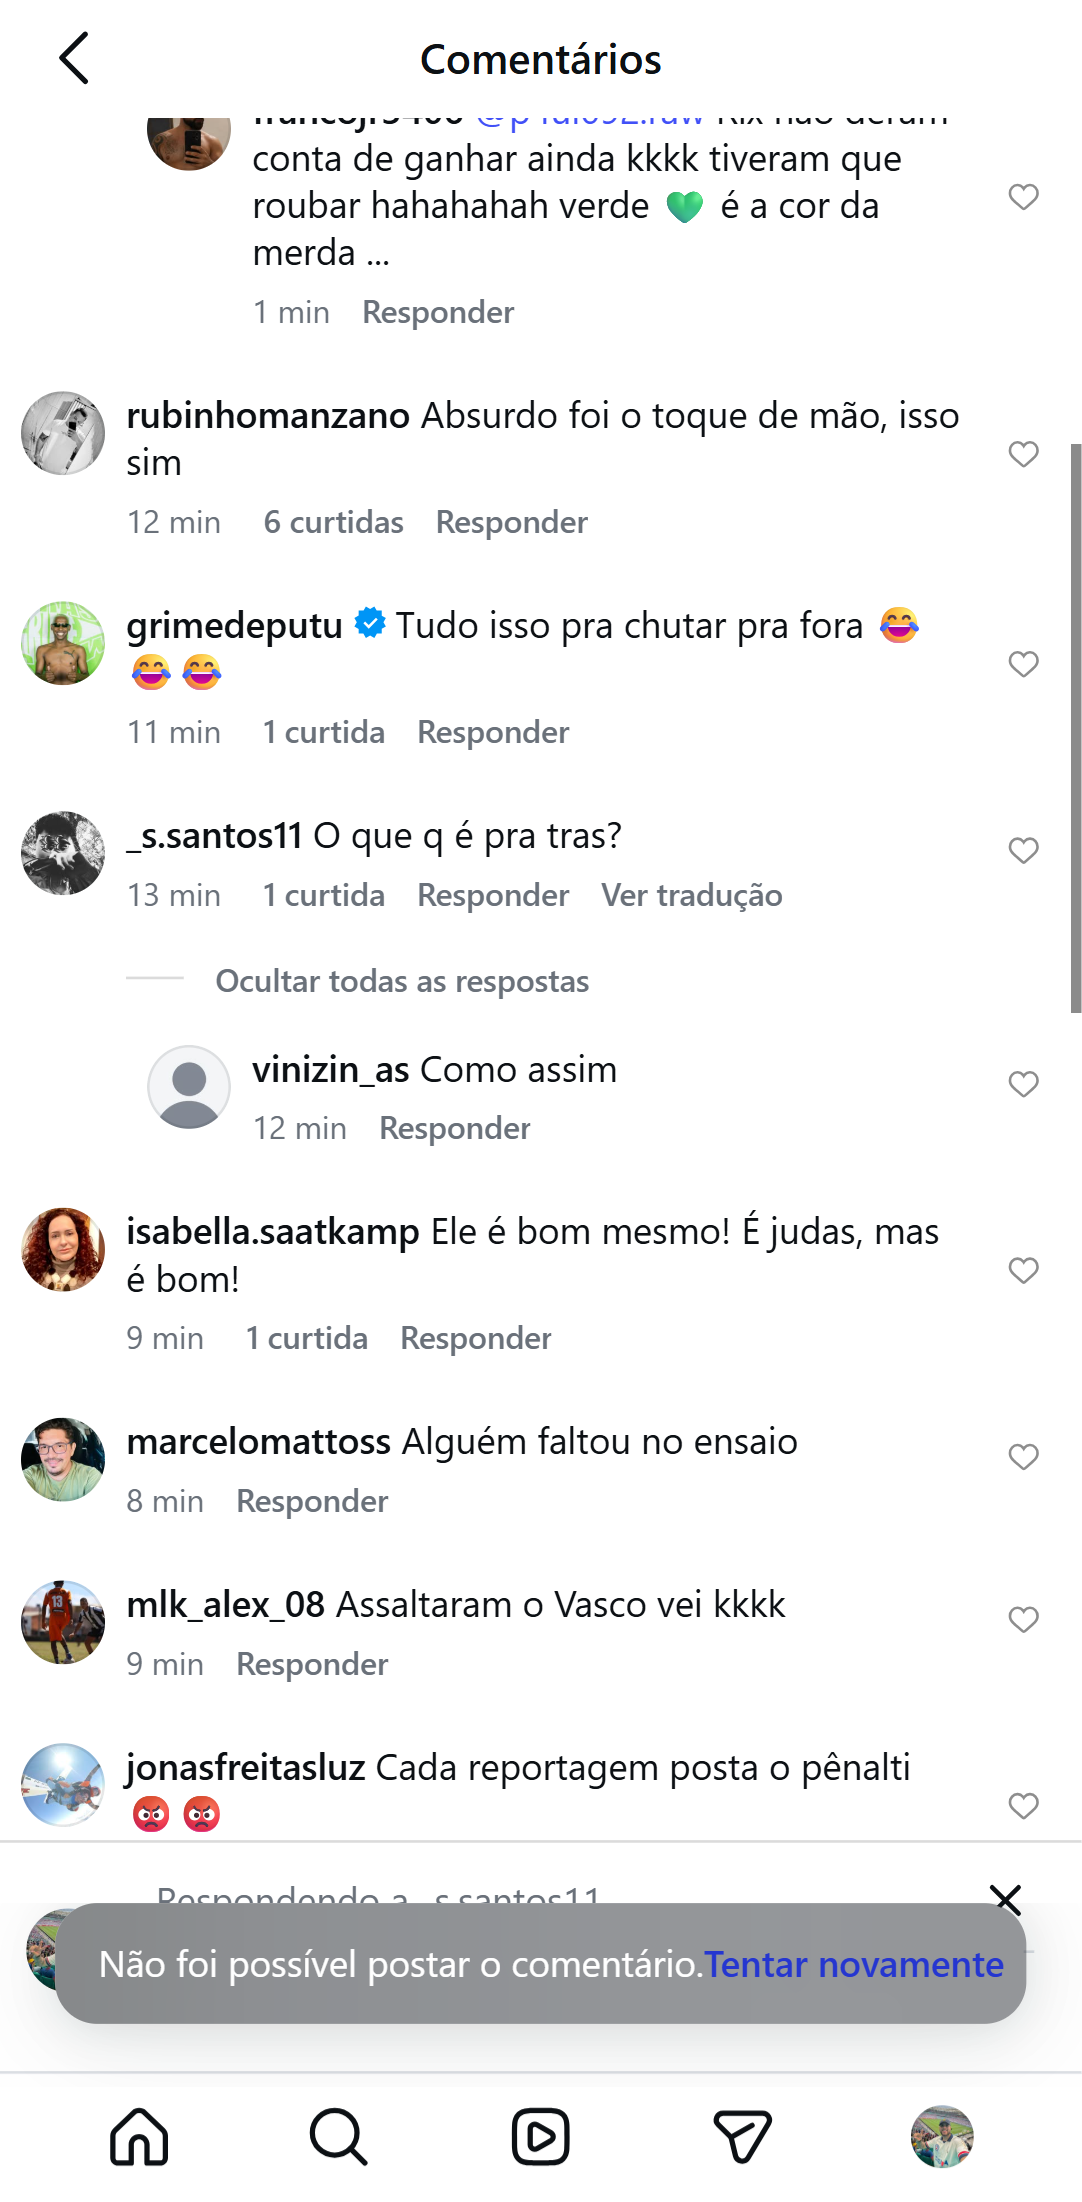 Comentários
conta de ganhar ainda kkkk tiveram que
roubar hahahahah verde 💚 é a cor da
merda ...
1 min Responder
rubinhomanzano Absurdo foi o toque de mão, isso
sim
12 min 6 curtidas Responder
grimedeputu Tudo isso pra chutar pra fora 😂
😂😂
11 min 1 curtida Responder
_s.santos11 O que q é pra tras?
13 min 1 curtida Responder Ver tradução
Ocultar todas as respostas
vinizin_as Como assim
12 min Responder
isabella.saatkamp Ele é bom mesmo! É judas, mas
é bom!
9 min 1 curtida Responder
marcelomattoss Alguém faltou no ensaio
8 min Responder
mlk_alex_08 Assaltaram o Vasco vei kkkk
9 min Responder
jonasfreitasluz Cada reportagem posta o pênalti
😡😡
Respondendo a _s.santos11
Não foi possível postar o comentário.Tentar novamente